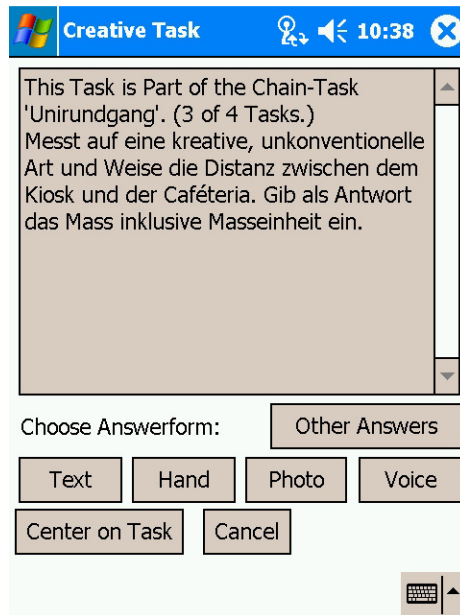 Creative Task 10:38
This Task is Part of the Chain-Task
'Unirundgang'. (3 of 4 Tasks.)
Messt auf eine kreative, unkonventionelle
Art und Weise die Distanz zwischen dem
Kiosk und der Caféteria. Gib als Antwort
das Mass inklusive Masseinheit ein.
Choose Answerform: Other Answers
Text Hand Photo Voice
Center on Task Cancel